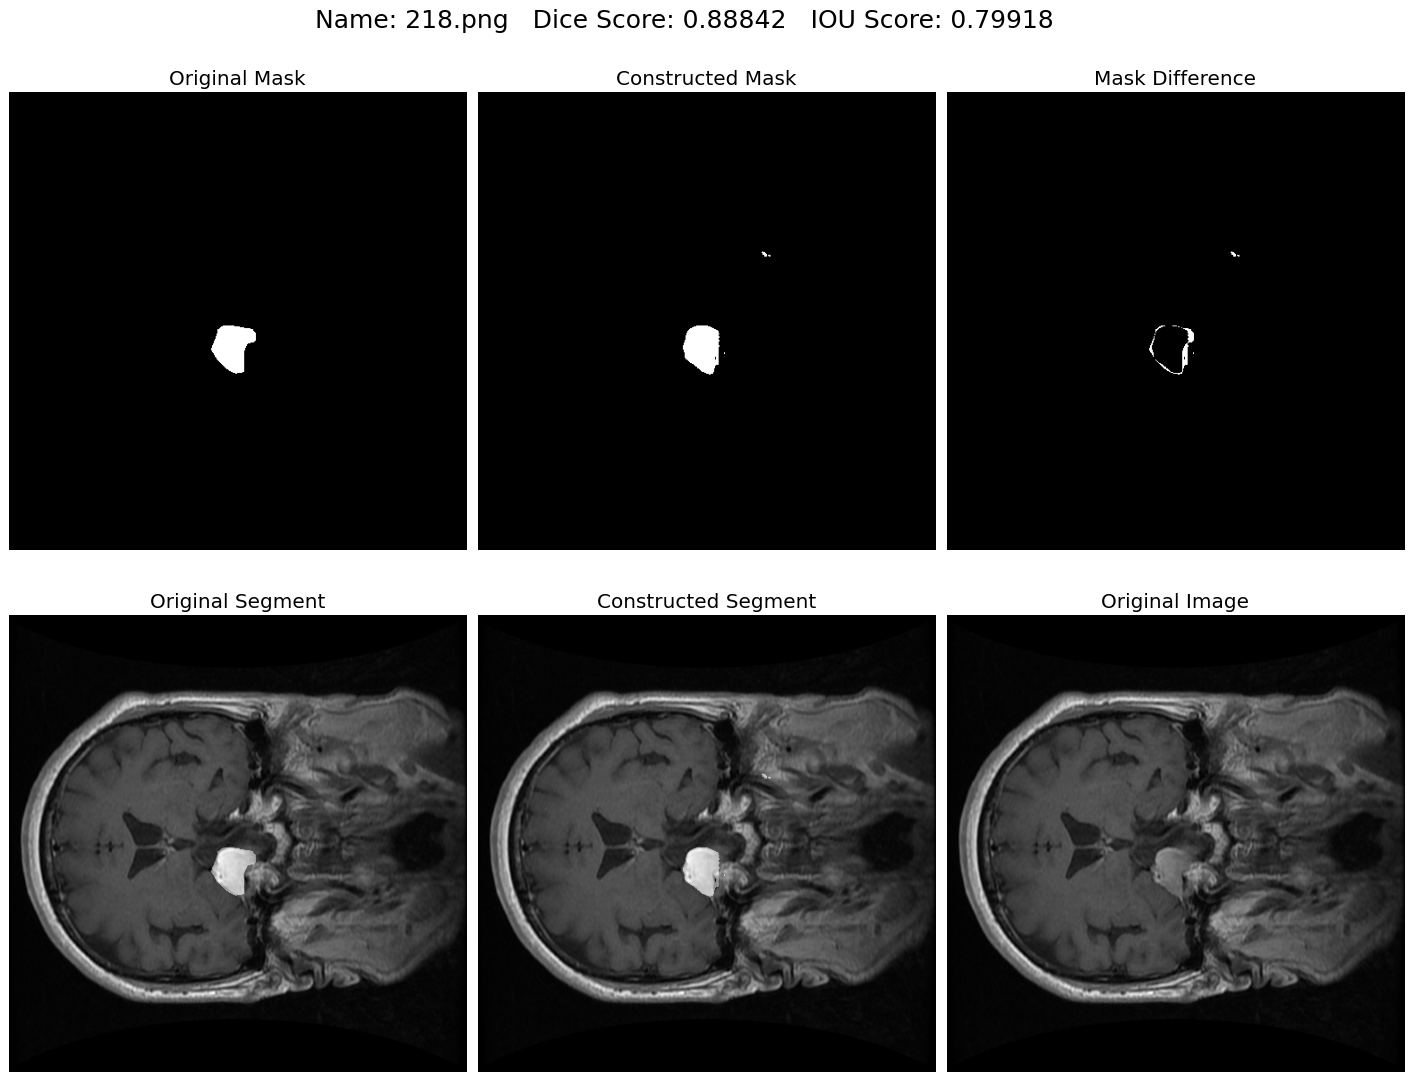 Name: 218.png   Dice Score: 0.88842   IOU Score: 0.79918
Original Mask
Constructed Mask
Mask Difference
Original Segment
Constructed Segment
Original Image